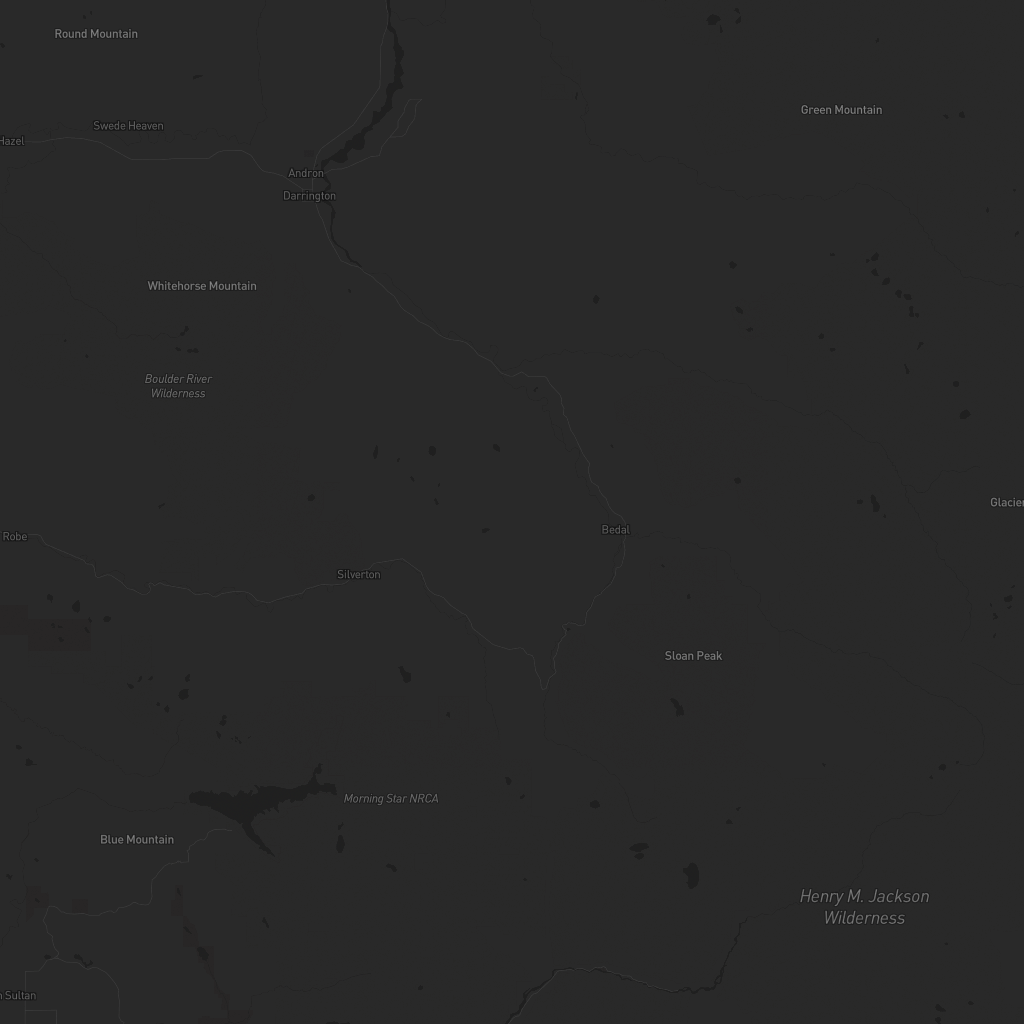 Round Mountain
Green Mountain
Swede Heaven
Hazel
Andron
Darrington
Whitehorse Mountain
Boulder River
Wilderness
Glacier
Bedal
Robe
Silverton
Sloan Peak
Morning Star NRCA
Blue Mountain
Henry M. Jackson
Wilderness
Sultan